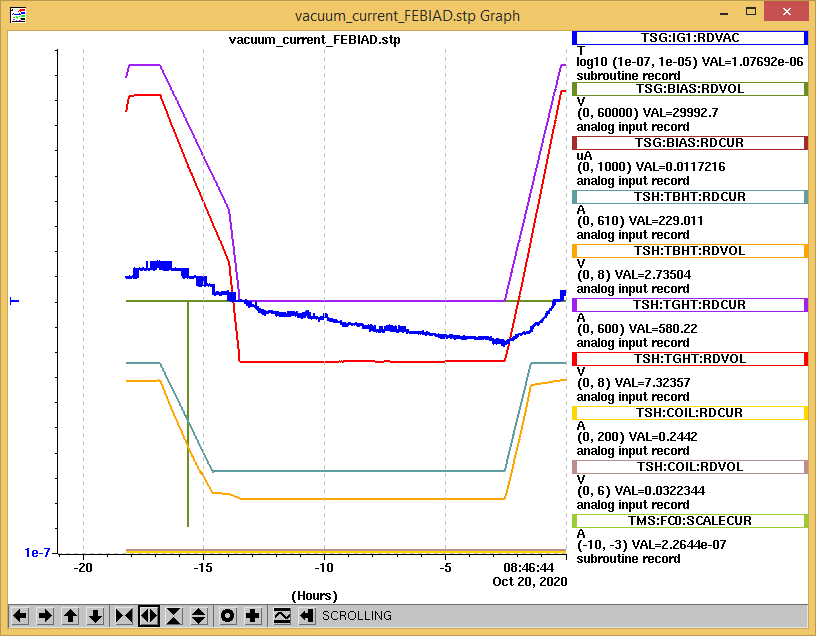 vacuum_current_FEBIAD.stp Graph
vacuum_current_FEBIAD.stp
T
1e-7
-20
-15
-10
-5
08:46:44
Oct 20, 2020
(Hours)
TSG:IG1:RDVAC
T
log10 (1e-07, 1e-05) VAL=1.07692e-06
subroutine record
TSG:BIAS:RDVOL
V
(0, 60000) VAL=29992.7
analog input record
TSG:BIAS:RDCUR
uA
(0, 1000) VAL=0.0117216
analog input record
TSH:TBHT:RDCUR
A
(0, 610) VAL=229.011
analog input record
TSH:TBHT:RDVOL
V
(0, 8) VAL=2.73504
analog input record
TSH:TGHT:RDCUR
A
(0, 600) VAL=580.22
analog input record
TSH:TGHT:RDVOL
V
(0, 8) VAL=7.32357
analog input record
TSH:COIL:RDCUR
A
(0, 200) VAL=0.2442
analog input record
TSH:COIL:RDVOL
V
(0, 6) VAL=0.0322344
analog input record
TMS:FC0:SCALECUR
A
(-10, -3) VAL=2.2644e-07
subroutine record
SCROLLING